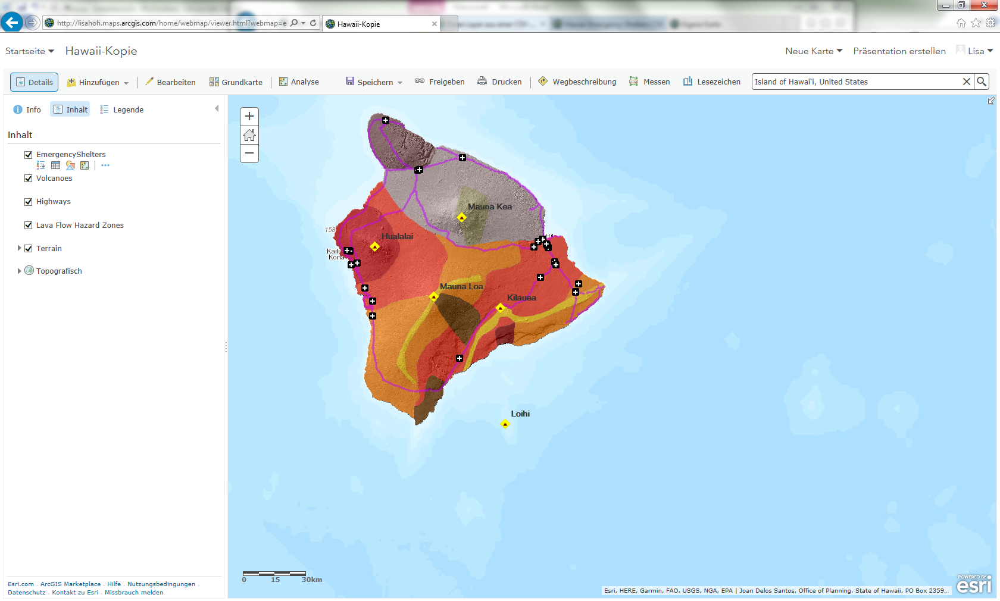 http://lisahoh.maps.arcgis.com/home/webmap/viewer.html?webmap=e
Hawaii-Kopie
Startseite Hawaii-Kopie
Neue Karte Präsentation erstellen Lisa
Details Hinzufügen Bearbeiten Grundkarte Analyse Speichern Freigeben Drucken Wegbeschreibung Messen Lesezeichen Island of Hawai'i, United States
Info Inhalt Legende
Inhalt
EmergencyShelters
Volcanoes
Highways
Lava Flow Hazard Zones
Terrain
Topografisch
Mauna Kea
158
Hualalai
Hil
Kailu
Kona
Mauna Loa
Kilauea
Loihi
0 15 30km
Esri.com . ArcGIS Marketplace . Hilfe . Nutzungsbedingungen .
Datenschutz . Kontakt zu Esri . Missbrauch melden
Esri, HERE, Garmin, FAO, USGS, NGA, EPA | Joan Delos Santos, Office of Planning, State of Hawaii, PO Box 2359...
POWERED BY
esri